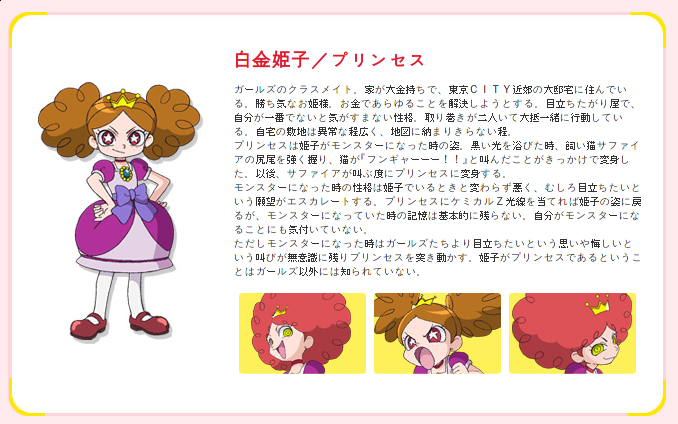 白金姫子／プリンセス
ガールズのクラスメイト。家が大金持ちで、東京ＣＩＴＹ近郊の大邸宅に住んでい
る。勝ち気なお姫様。お金であらゆることを解決しようとする。目立ちたがり屋で、
自分が一番でないと気がすまない性格。取り巻きが二人いて大抵一緒に行動してい
る。自宅の敷地は異常な程広く、地図に納まりきらない程。
プリンセスは姫子がモンスターになった時の姿。黒い光を浴びた時、飼い猫サファイ
アの尻尾を強く握り、猫が『フンギャーーー！！』と叫んだことがきっかけで変身し
た。以後、サファイアが叫ぶ度にプリンセスに変身する。
モンスターになった時の性格は姫子でいるときと変わらず悪く、むしろ目立ちたいと
いう願望がエスカレートする。プリンセスにケミカルＺ光線を当てれば姫子の姿に戻
るが、モンスターになっていた時の記憶は基本的に残らない。自分がモンスターにな
ることにも気付いていない。
ただしモンスターになった時はガールズたちより目立ちたいという思いや悔しいと
いう叫びが無意識に残りプリンセスを突き動かす。姫子がプリンセスであるというこ
とはガールズ以外には知られていない。